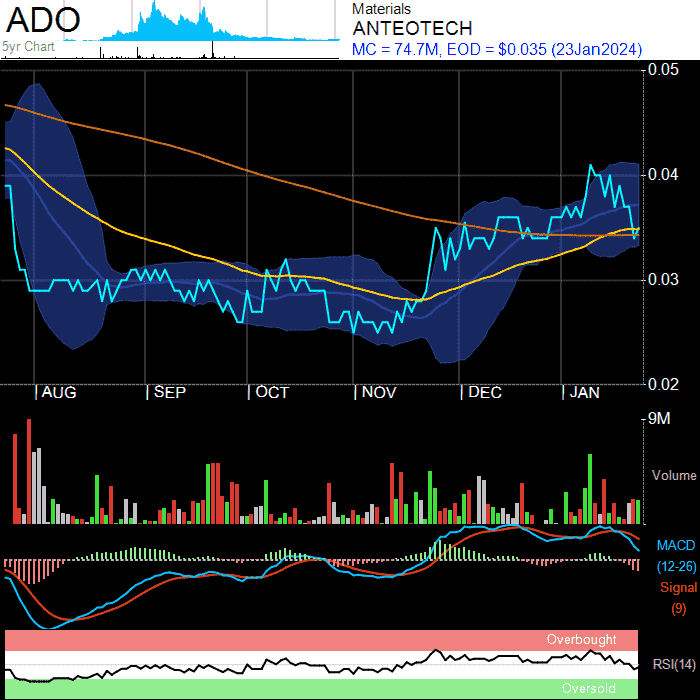 ADO
5yr Chart
Materials
ANTEOTECH
MC = 74.7M, EOD = $0.035 (23Jan2024)
0.05
0.04
0.03
0.02
AUG
SEP
OCT
NOV
DEC
JAN
9M
Volume
MACD
(12-26)
Signal
(9)
Overbought
RSI(14)
Oversold